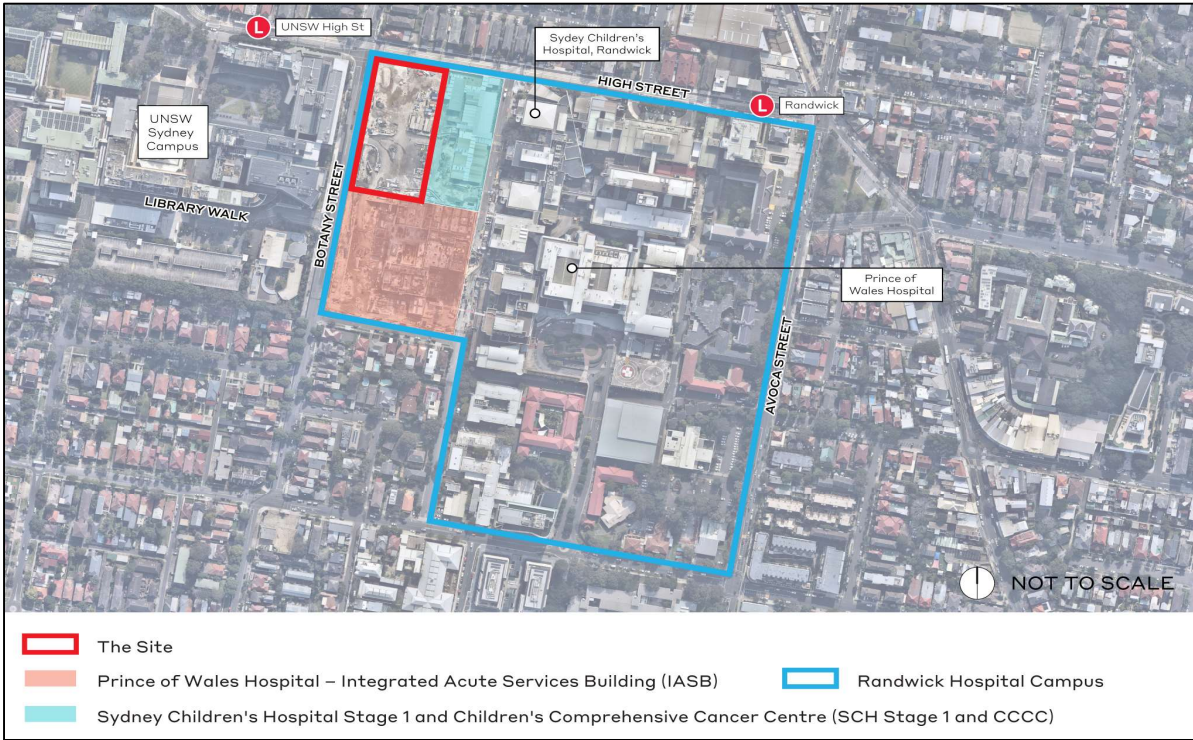 L UNSW High St
Sydey Children's
Hospital, Randwick
HIGH STREET
L Randwick
UNSW
Sydney
Campus
LIBRARY WALK
BOTANY STREET
Prince of
Wales Hospital
AVOCA STREET
NOT TO SCALE
The Site
Prince of Wales Hospital – Integrated Acute Services Building (IASB)
Randwick Hospital Campus
Sydney Children's Hospital Stage 1 and Children's Comprehensive Cancer Centre (SCH Stage 1 and CCCC)